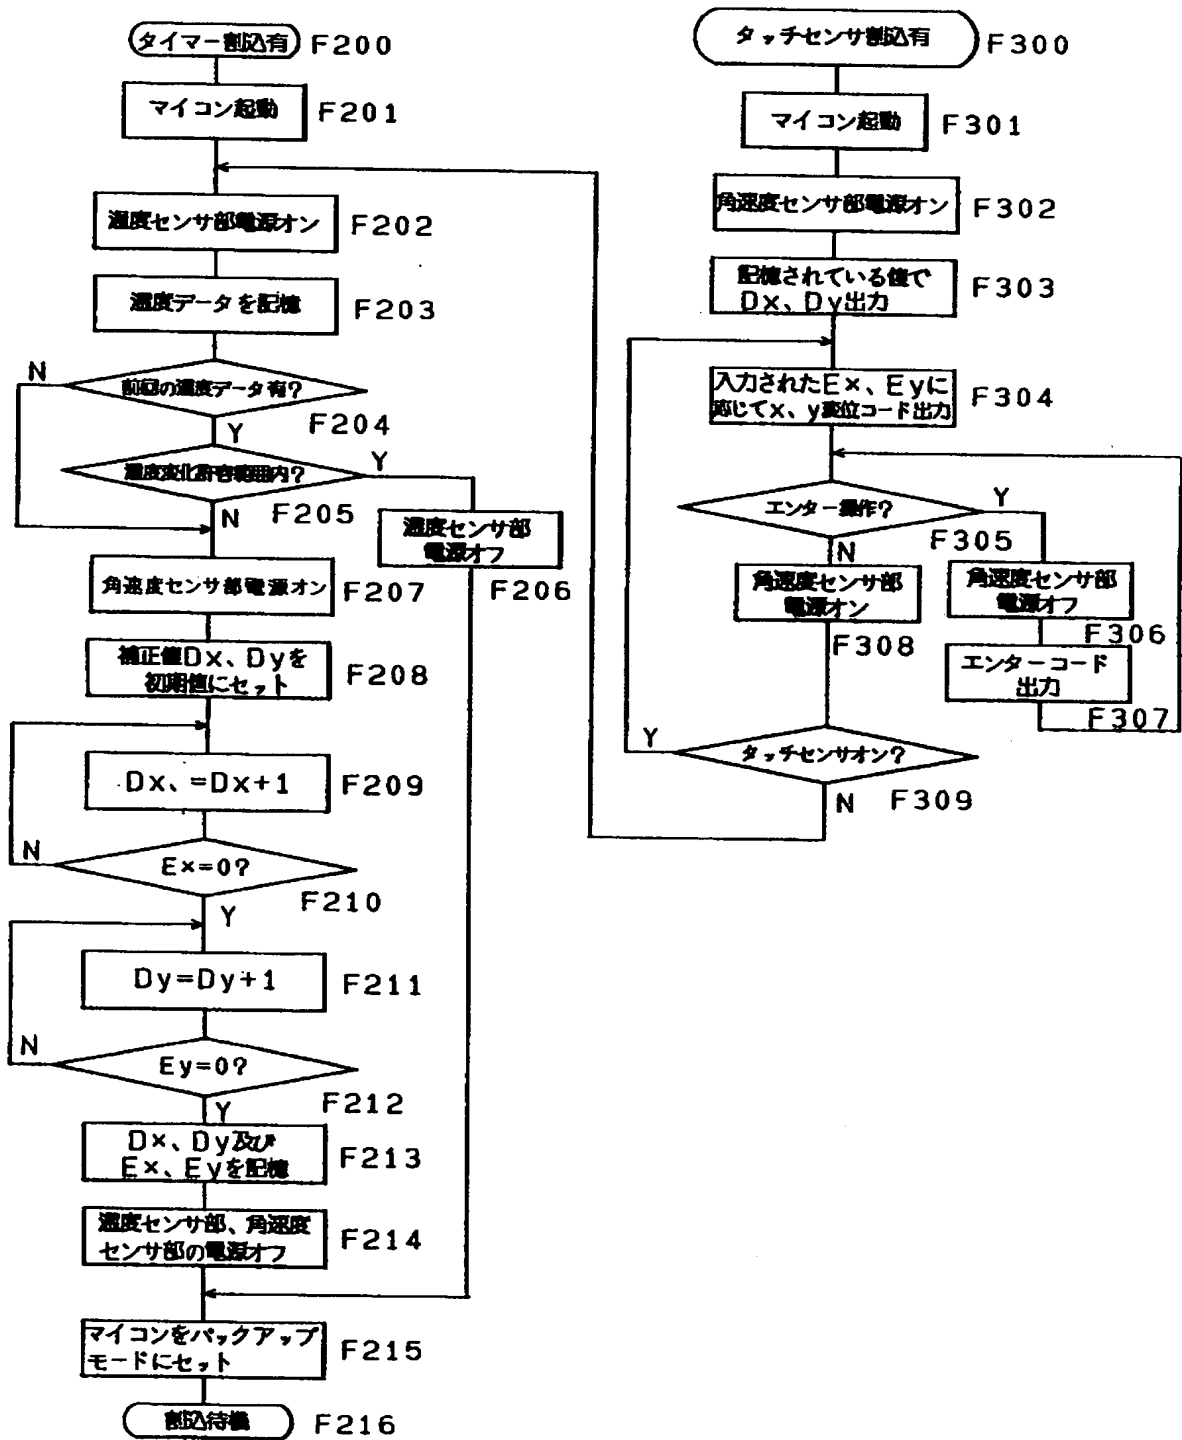 タイマー割込有 F200
マイコン起動 F201
温度センサ部電源オン F202
温度データを記憶 F203
前回の温度データ有? F204
N
Y
温度変化許容範囲内? F205
Y
N
温度センサ部
電源オフ
F206
角速度センサ部電源オン F207
補正値Dx、Dyを
初期値にセット
F208
Dx、=Dx+1 F209
Ex=0? F210
N
Y
Dy=Dy+1 F211
Ey=0? F212
N
Y
Dx、Dy及び
Ex、Eyを記憶
F213
温度センサ部、角速度
センサ部の電源オフ
F214
マイコンをバックアップ
モードにセット
F215
割込待機 F216
タッチセンサ割込有 F300
マイコン起動 F301
角速度センサ部電源オン F302
記憶されている値で
Dx、Dy出力
F303
入力されたEx、Eyに
応じてx、y変位コード出力
F304
エンター操作? F305
Y
N
角速度センサ部
電源オフ
F306
エンターコード
出力
F307
角速度センサ部
電源オン
F308
タッチセンサオン? F309
Y
N